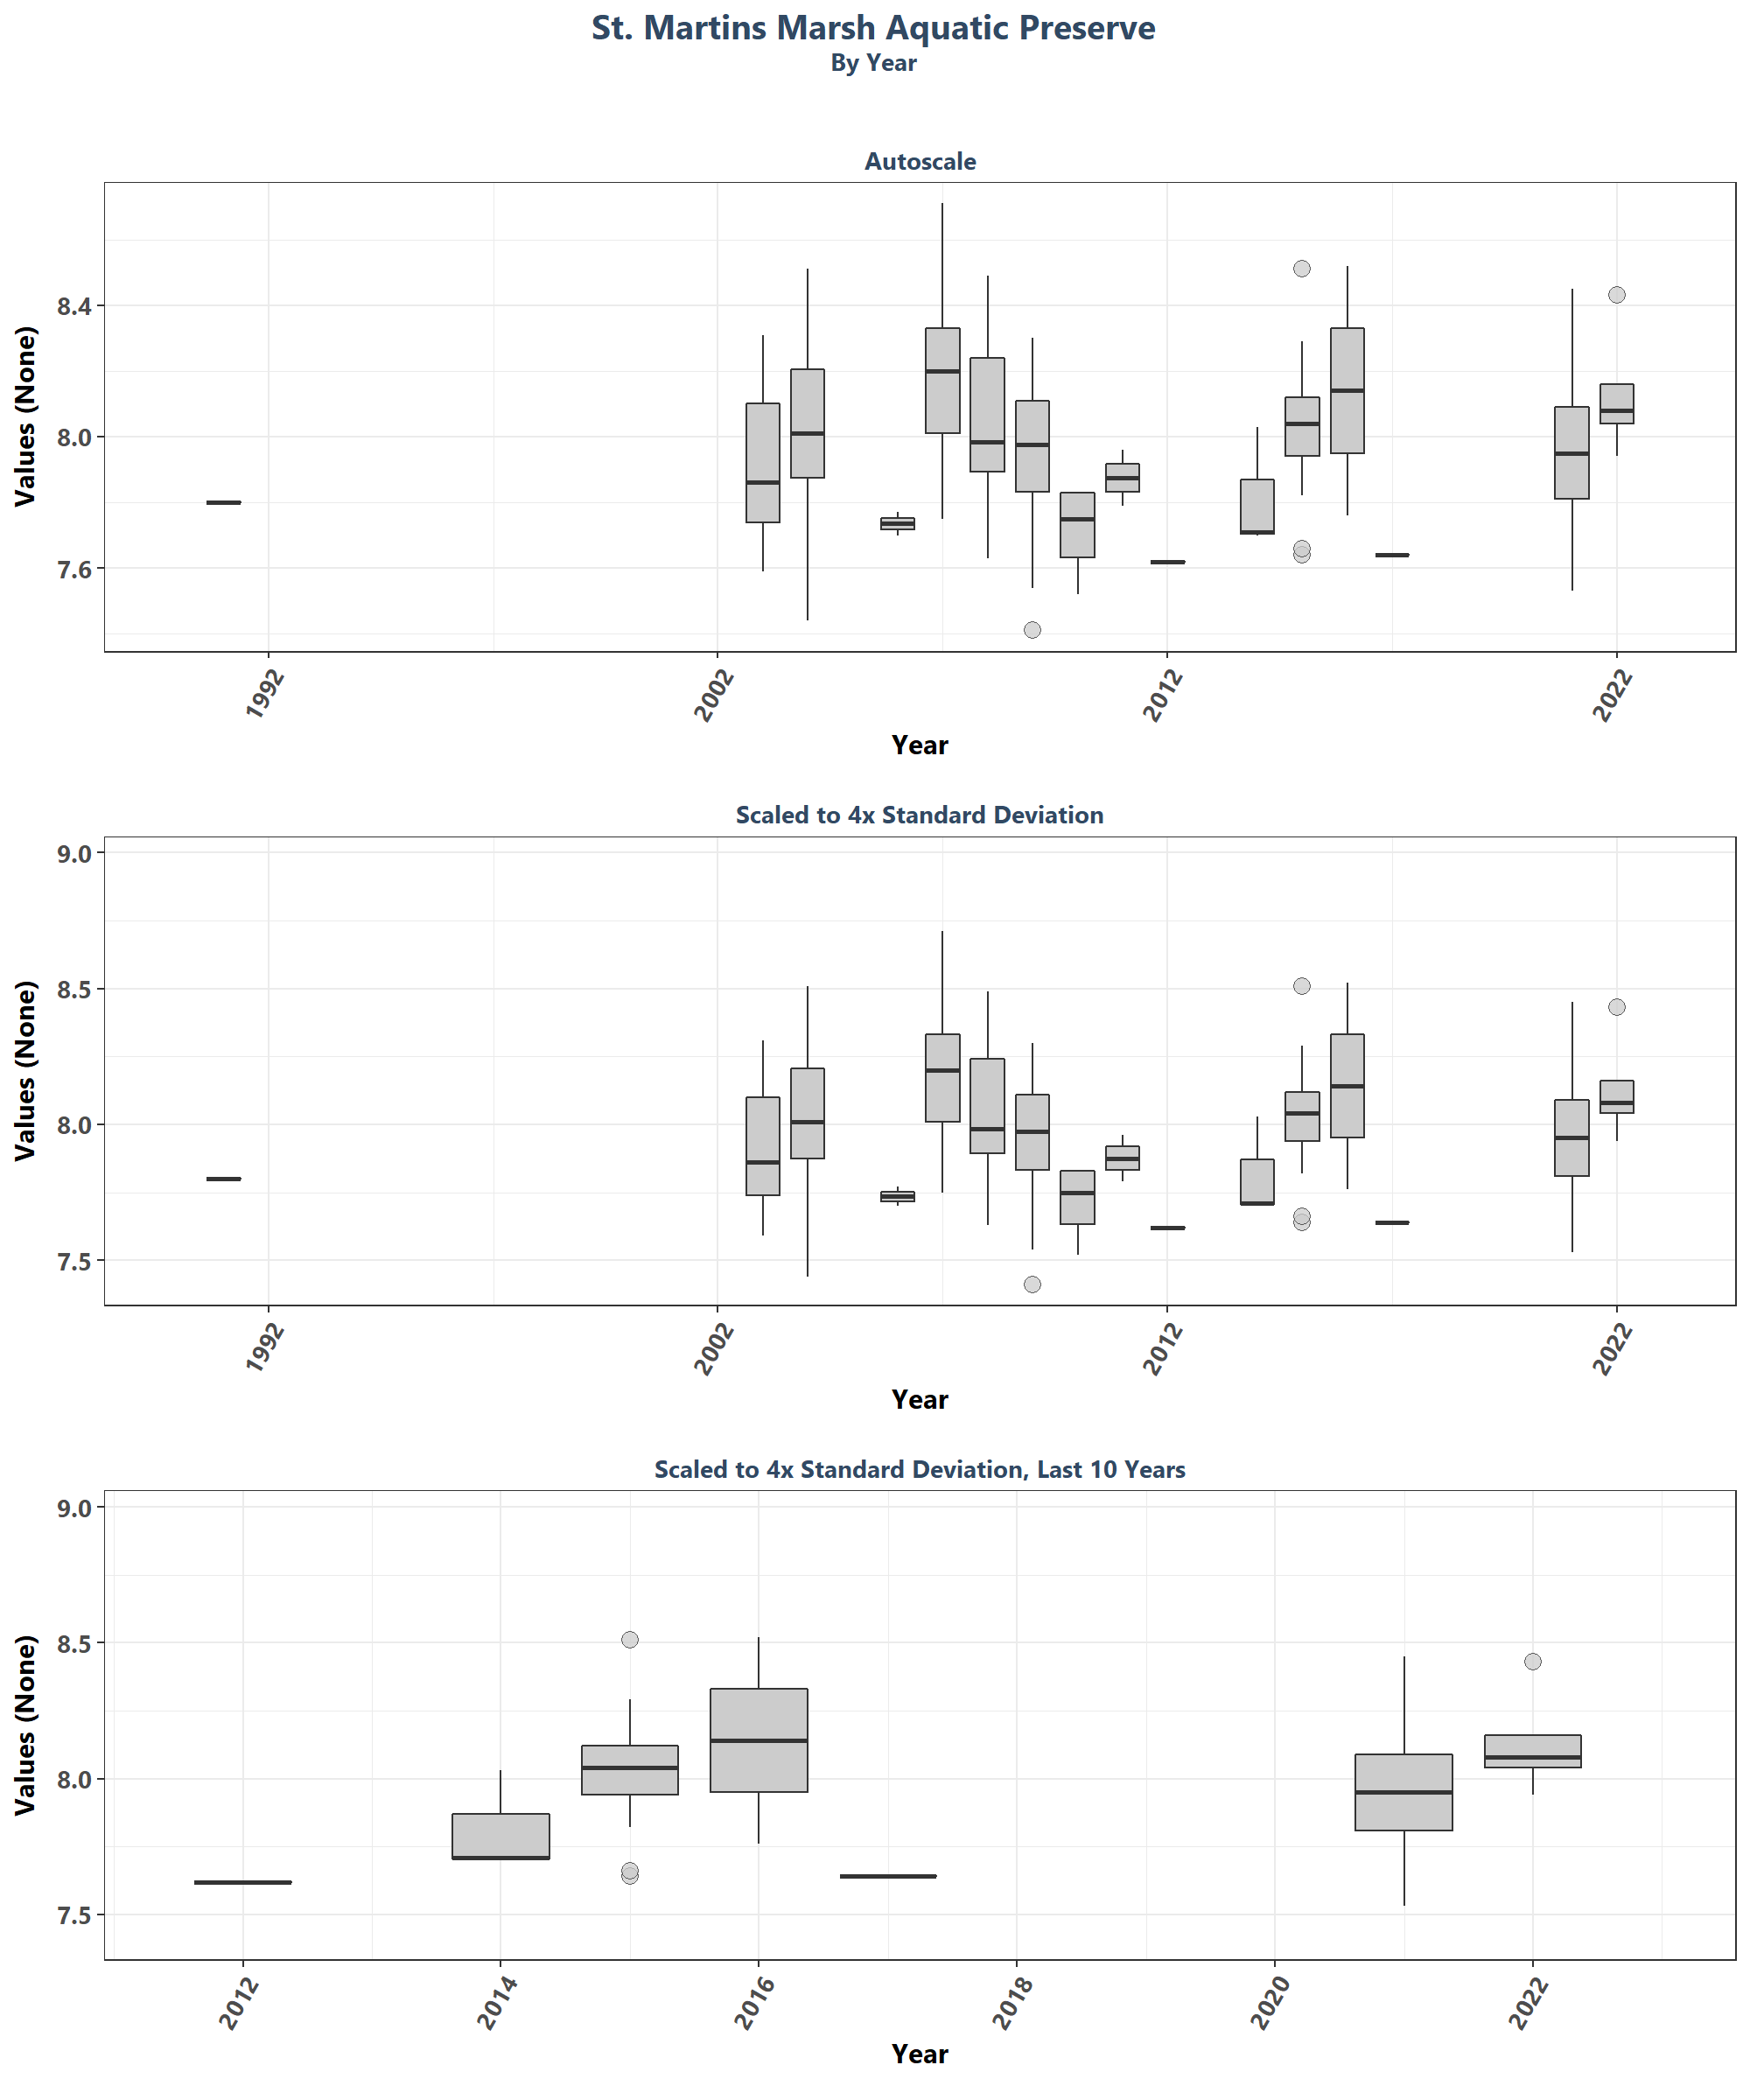 St. Martins Marsh Aquatic Preserve
By Year
Autoscale
Values (None)
8.4
8.0
7.6
1992 2002 2012 2022
Year
Scaled to 4x Standard Deviation
Values (None)
9.0
8.5
8.0
7.5
1992 2002 2012 2022
Year
Scaled to 4x Standard Deviation, Last 10 Years
Values (None)
9.0
8.5
8.0
7.5
2012 2014 2016 2018 2020 2022
Year